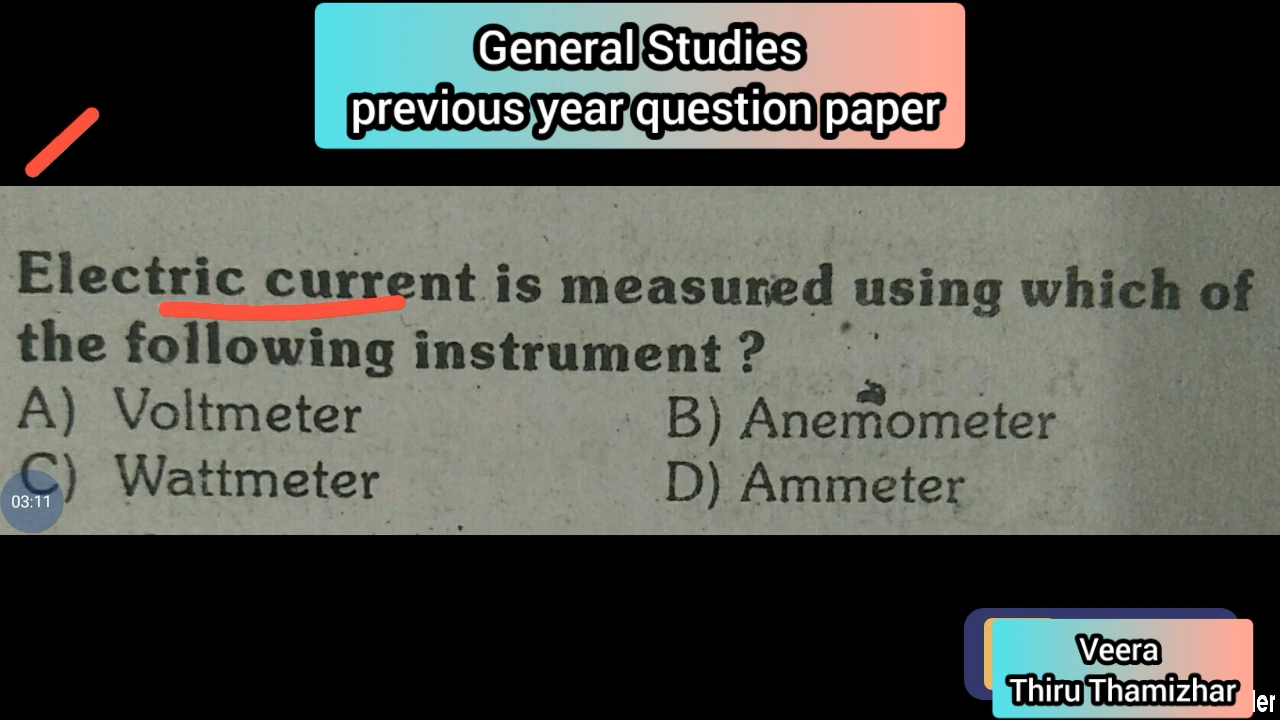 General Studies
previous year question paper
Electric current is measured using which of
the following instrument ?
A) Voltmeter
B) Anemometer
C) Wattmeter
D) Ammeter
03:11
Veera
Thiru Thamizhar